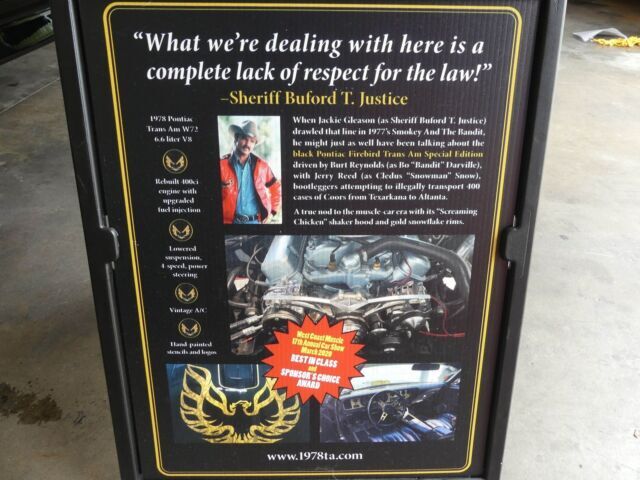 "What we're dealing with here is a
complete lack of respect for the law!"
–Sheriff Buford T. Justice
1978 Pontiac
Trans Am W72
6.6 liter V8
Rebuilt 400ci
engine with
upgraded
fuel injection
Lowered
suspension,
4-speed, power
steering
Vintage A/C
Hand-painted
stencils and logos
When Jackie Gleason (as Sheriff Buford T. Justice)
drawled that line in 1977's Smokey And The Bandit,
he might just as well have been talking about the
black Pontiac Firebird Trans Am Special Edition
driven by Burt Reynolds (as Bo "Bandit" Darville),
with Jerry Reed (as Cledus "Snowman" Snow),
bootleggers attempting to illegally transport 400
cases of Coors from Texarkana to Altanta.
A true nod to the muscle-car era with its "Screaming
Chicken" shaker hood and gold snowflake rims.
West Coast Muscle
17th Annual Car Show
March 2020
BEST IN CLASS
and
SPONSOR'S CHOICE
AWARD
www.1978ta.com